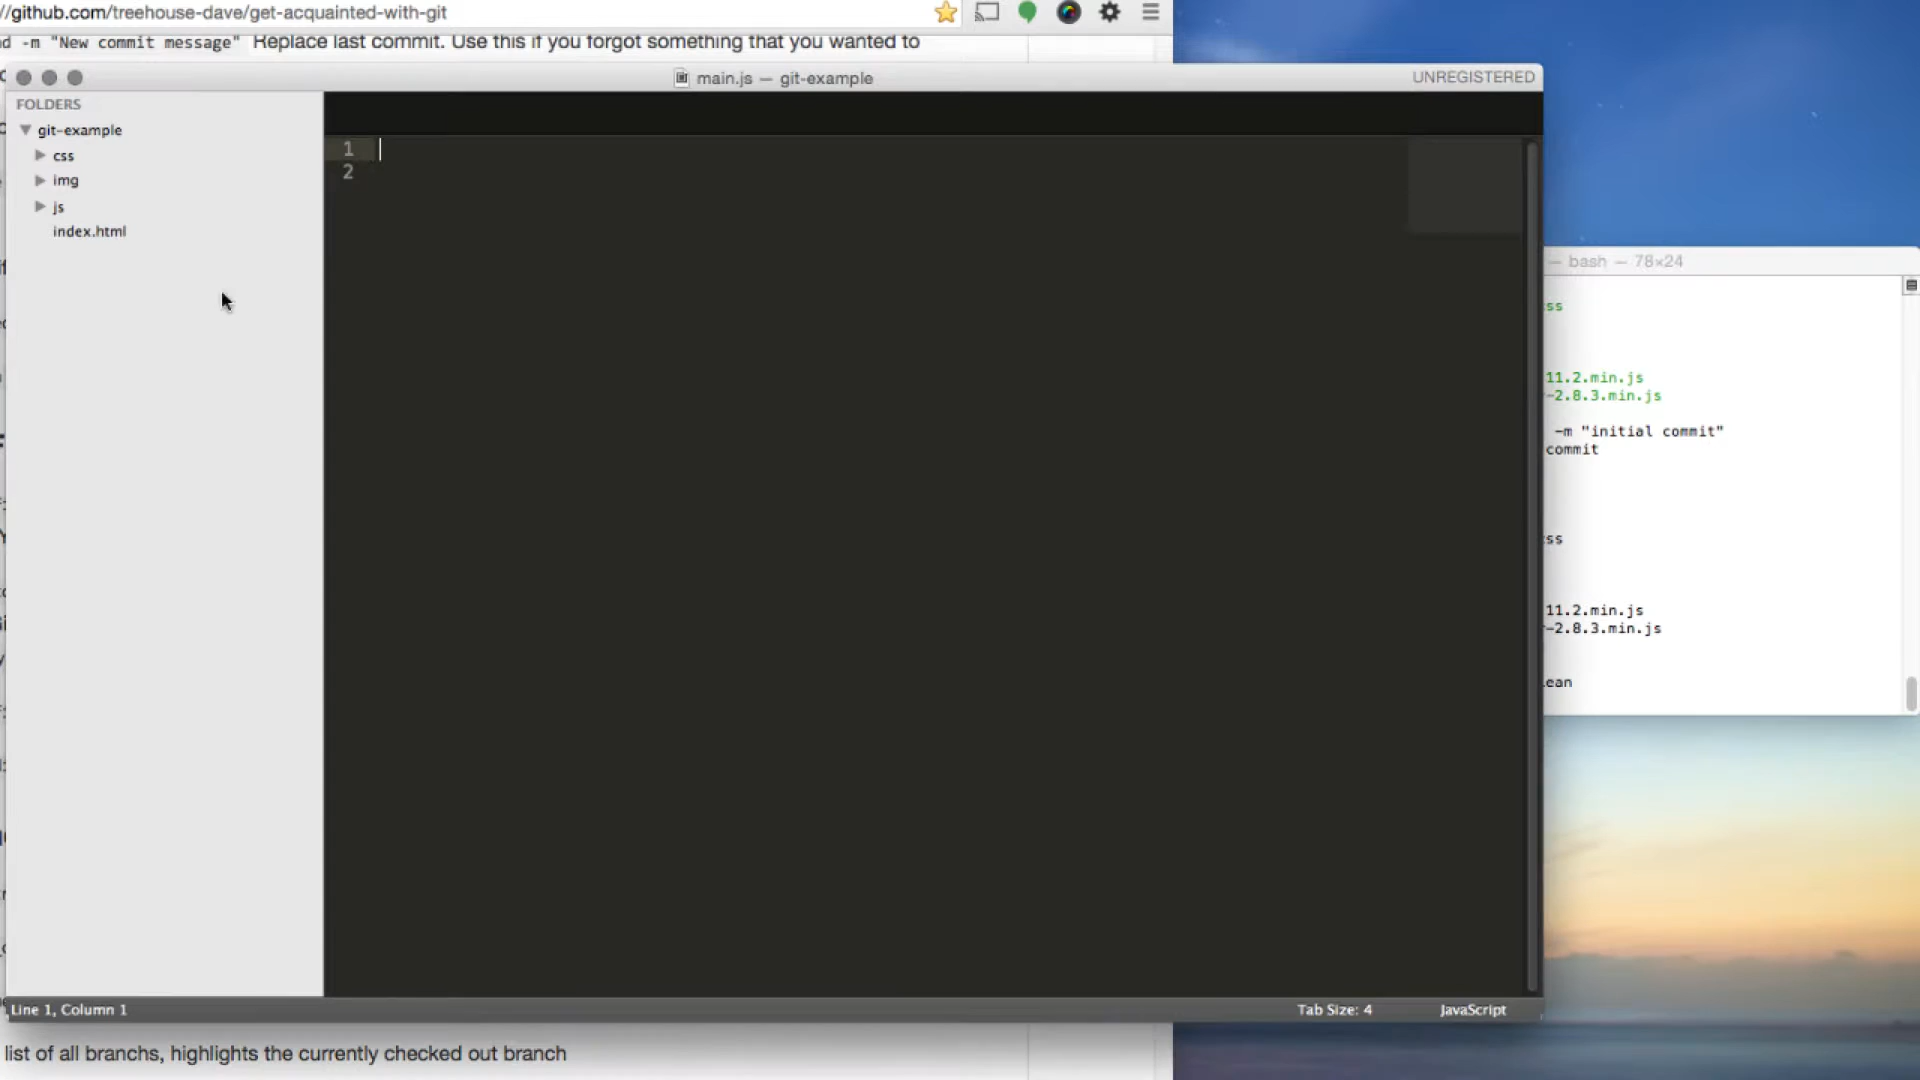 //github.com/treehouse-dave/get-acquainted-with-git
-m "New commit message" Replace last commit. Use this if you forgot something that you wanted to
main.js — git-example
UNREGISTERED
FOLDERS
git-example
css
img
js
index.html
1
2
— bash — 78×24
ss
11.2.min.js
-2.8.3.min.js
-m "initial commit"
commit
ss
11.2.min.js
-2.8.3.min.js
ean
Line 1, Column 1
Tab Size: 4
JavaScript
list of all branchs, highlights the currently checked out branch